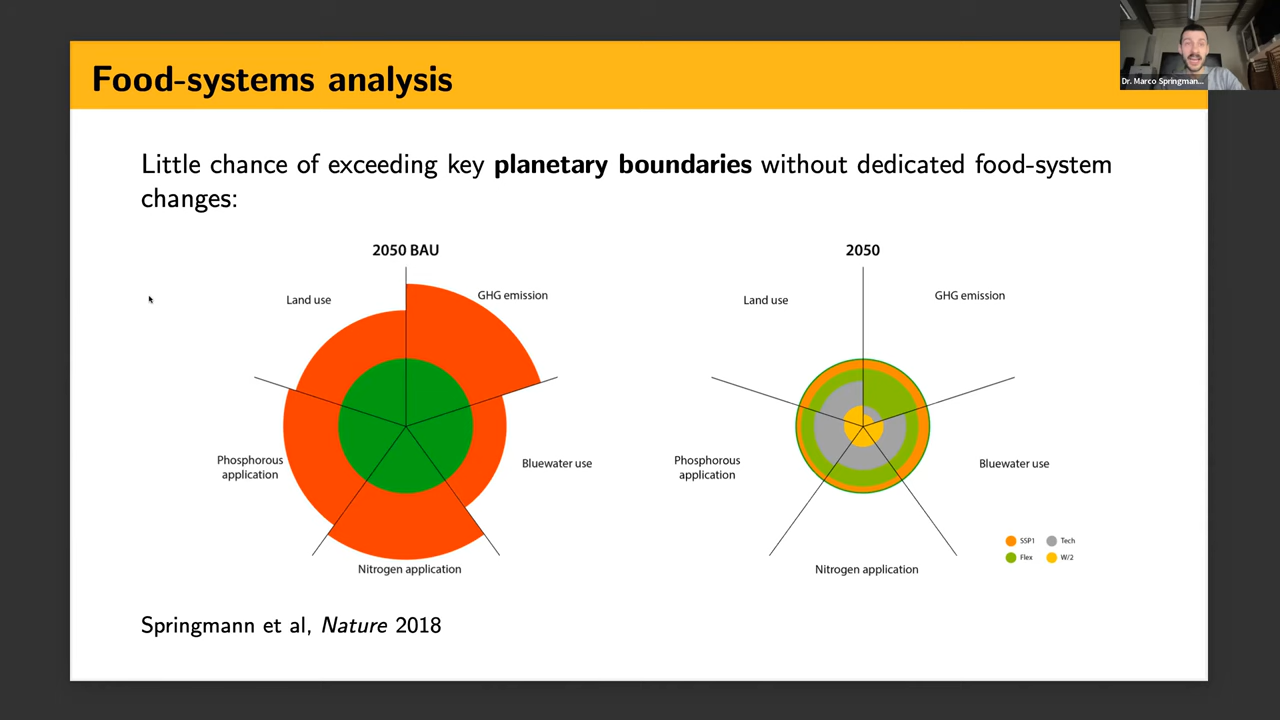 Food-systems analysis
Dr. Marco Springman...
Little chance of exceeding key planetary boundaries without dedicated food-system
changes:
2050 BAU
Land use
GHG emission
Phosphorous
application
Bluewater use
Nitrogen application
2050
Land use
GHG emission
Phosphorous
application
Bluewater use
Nitrogen application
SSP1
Tech
Flex
W/2
Springmann et al, Nature 2018